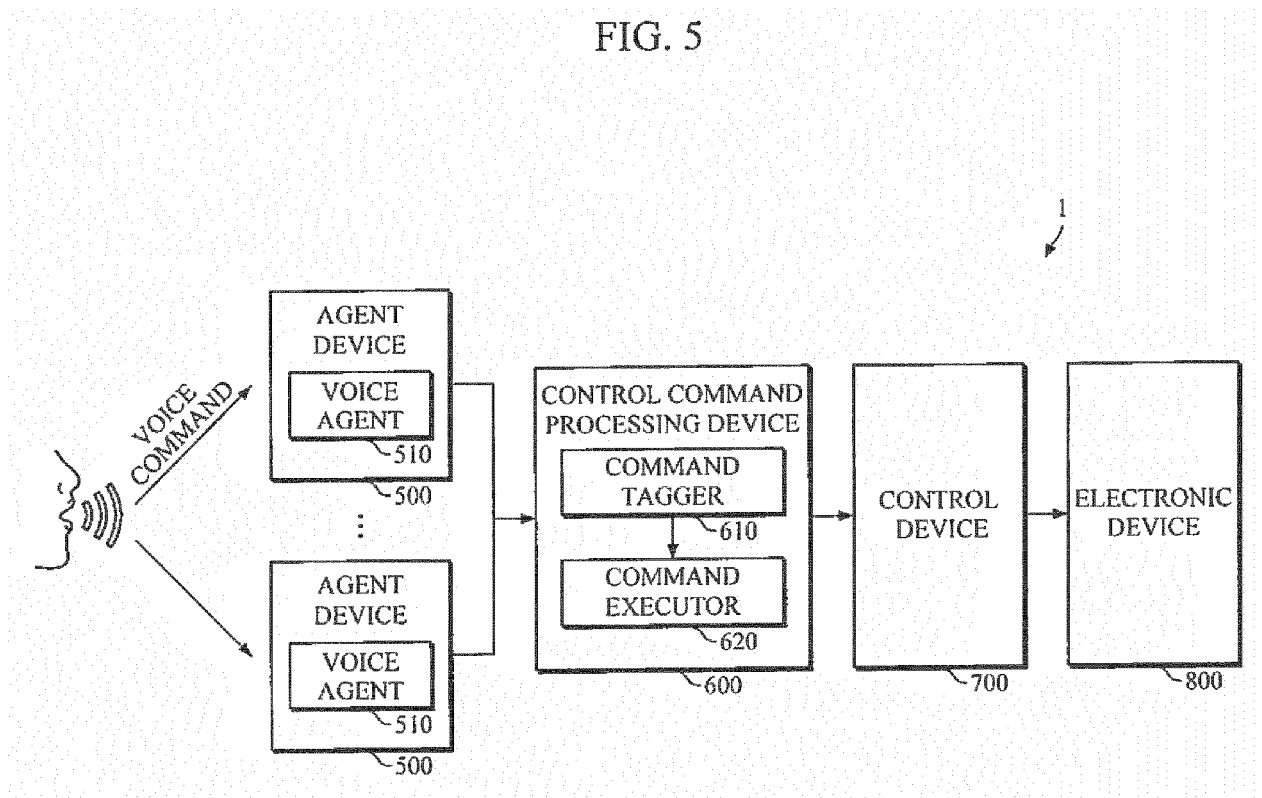 FIG. 5
1
VOICE
COMMAND
AGENT
DEVICE
VOICE
AGENT
510
500
...
AGENT
DEVICE
VOICE
AGENT
510
500
CONTROL COMMAND
PROCESSING DEVICE
COMMAND
TAGGER
610
COMMAND
EXECUTOR
620
600
CONTROL
DEVICE
700
ELECTRONIC
DEVICE
800